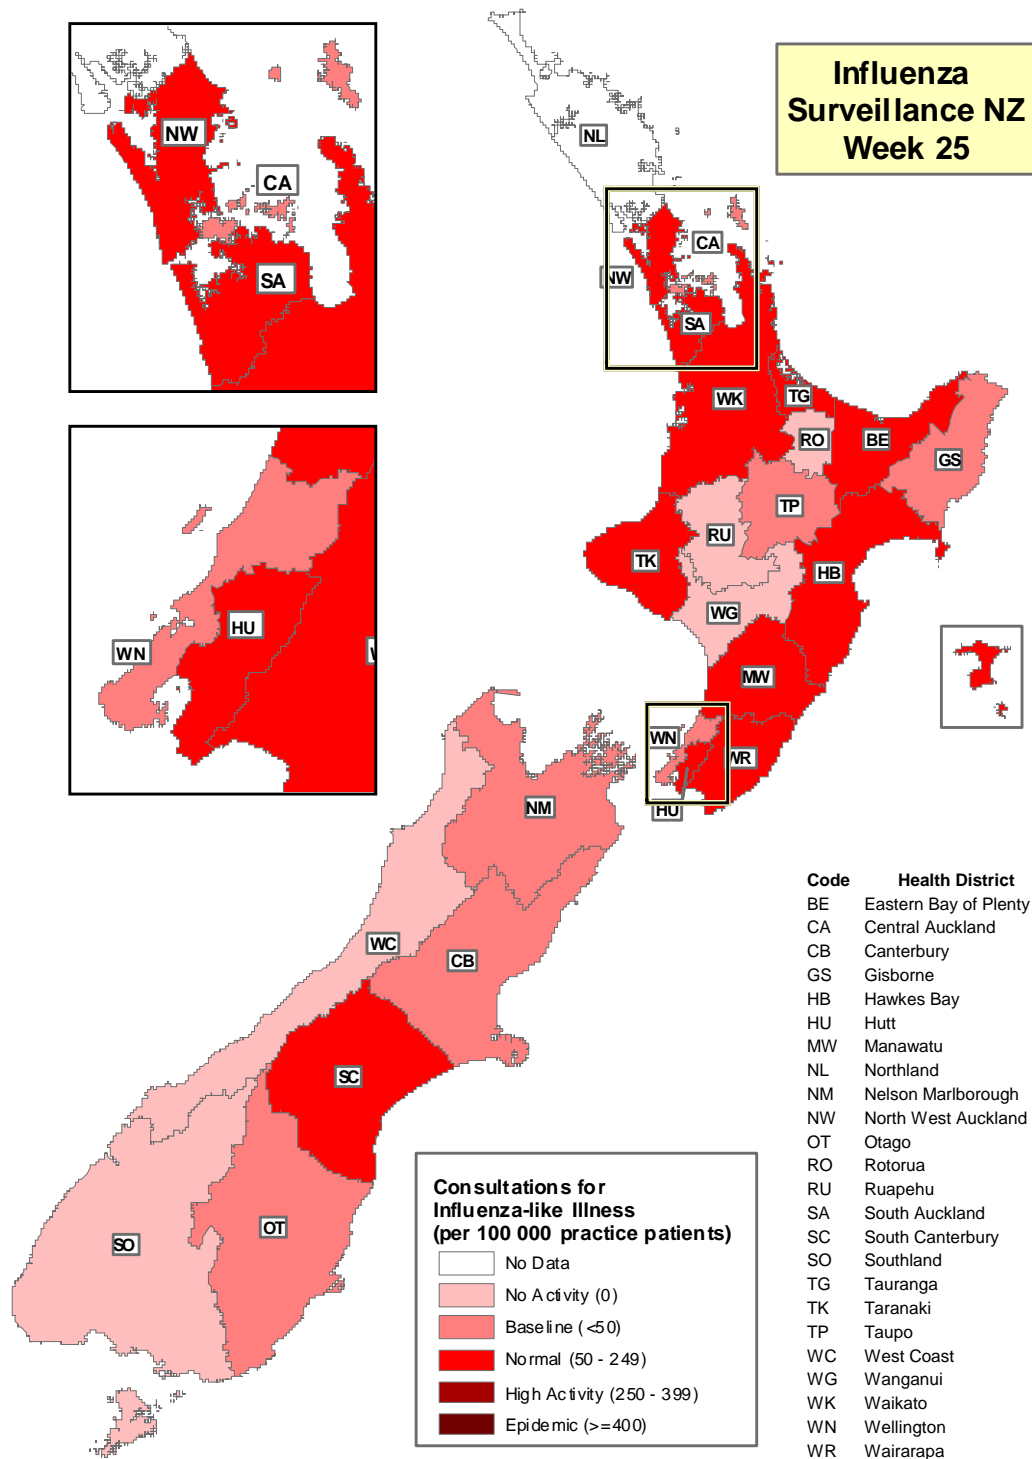 Influenza
Surveillance NZ
Week 25
NW
CA
SA
HU
WN
NL
CA
NW
SA
WK
TG
RO
BE
GS
TP
RU
TK
HB
WG
MW
WN
WR
HU
NM
WC
CB
SC
OT
SO
Consultations for
Influenza-like Illness
(per 100 000 practice patients)
No Data
No Activity (0)
Baseline (<50)
Normal (50 - 249)
High Activity (250 - 399)
Epidemic (>=400)
Code Health District
BE Eastern Bay of Plenty
CA Central Auckland
CB Canterbury
GS Gisborne
HB Hawkes Bay
HU Hutt
MW Manawatu
NL Northland
NM Nelson Marlborough
NW North West Auckland
OT Otago
RO Rotorua
RU Ruapehu
SA South Auckland
SC South Canterbury
SO Southland
TG Tauranga
TK Taranaki
TP Taupo
WC West Coast
WG Wanganui
WK Waikato
WN Wellington
WR Wairarapa